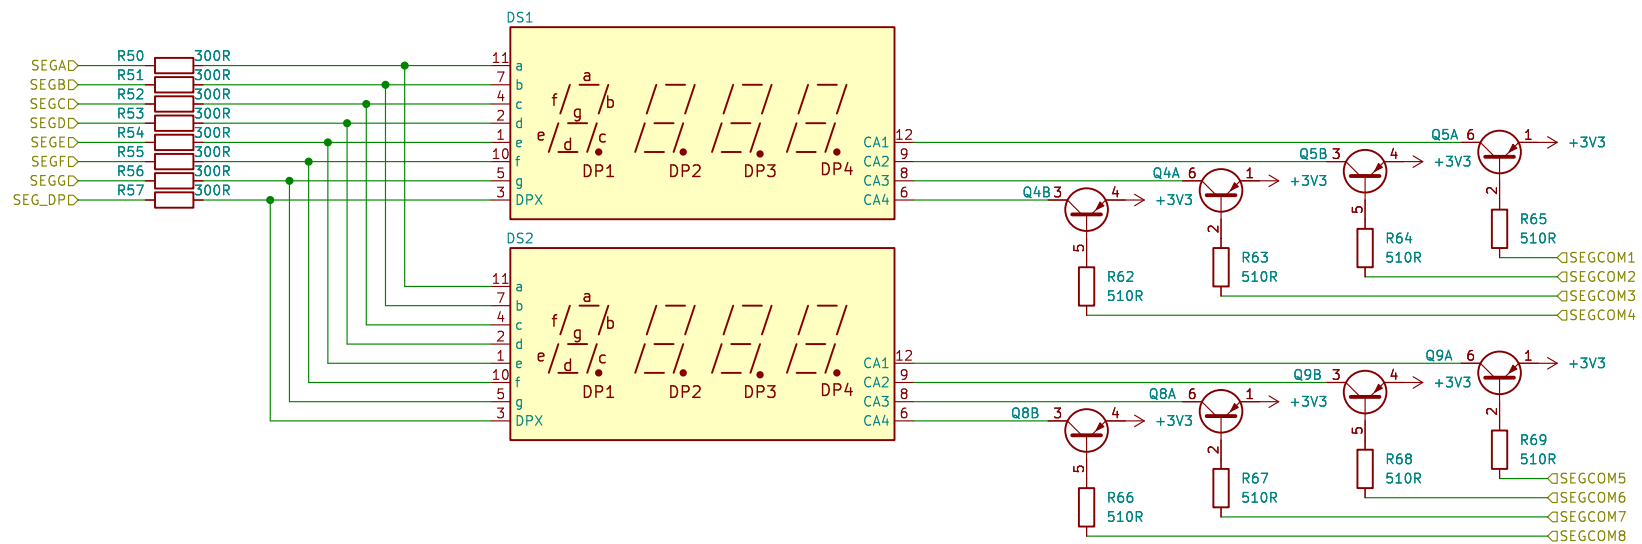 DS1
SEGA R50 300R 11 a
SEGB R51 300R 7 b
SEGC R52 300R 4 c
SEGD R53 300R 2 d
SEGE R54 300R 1 e
SEGF R55 300R 10 f
SEGG R56 300R 5 g
SEG_DP R57 300R 3 DPX
a
f b
g
e d c
DP1 DP2 DP3 DP4
CA1 12 Q5A 6 1 +3V3
CA2 9 Q5B 3 4 +3V3
CA3 8 Q4A 6 1 +3V3
CA4 6 Q4B 3 4 +3V3
2 R65 510R SEGCOM1
5 R64 510R SEGCOM2
2 R63 510R SEGCOM3
5 R62 510R SEGCOM4
DS2
11 a
7 b
4 c
2 d
1 e
10 f
5 g
3 DPX
a
f b
g
e d c
DP1 DP2 DP3 DP4
CA1 12 Q9A 6 1 +3V3
CA2 9 Q9B 3 4 +3V3
CA3 8 Q8A 6 1 +3V3
CA4 6 Q8B 3 4 +3V3
2 R69 510R SEGCOM5
5 R68 510R SEGCOM6
2 R67 510R SEGCOM7
5 R66 510R SEGCOM8